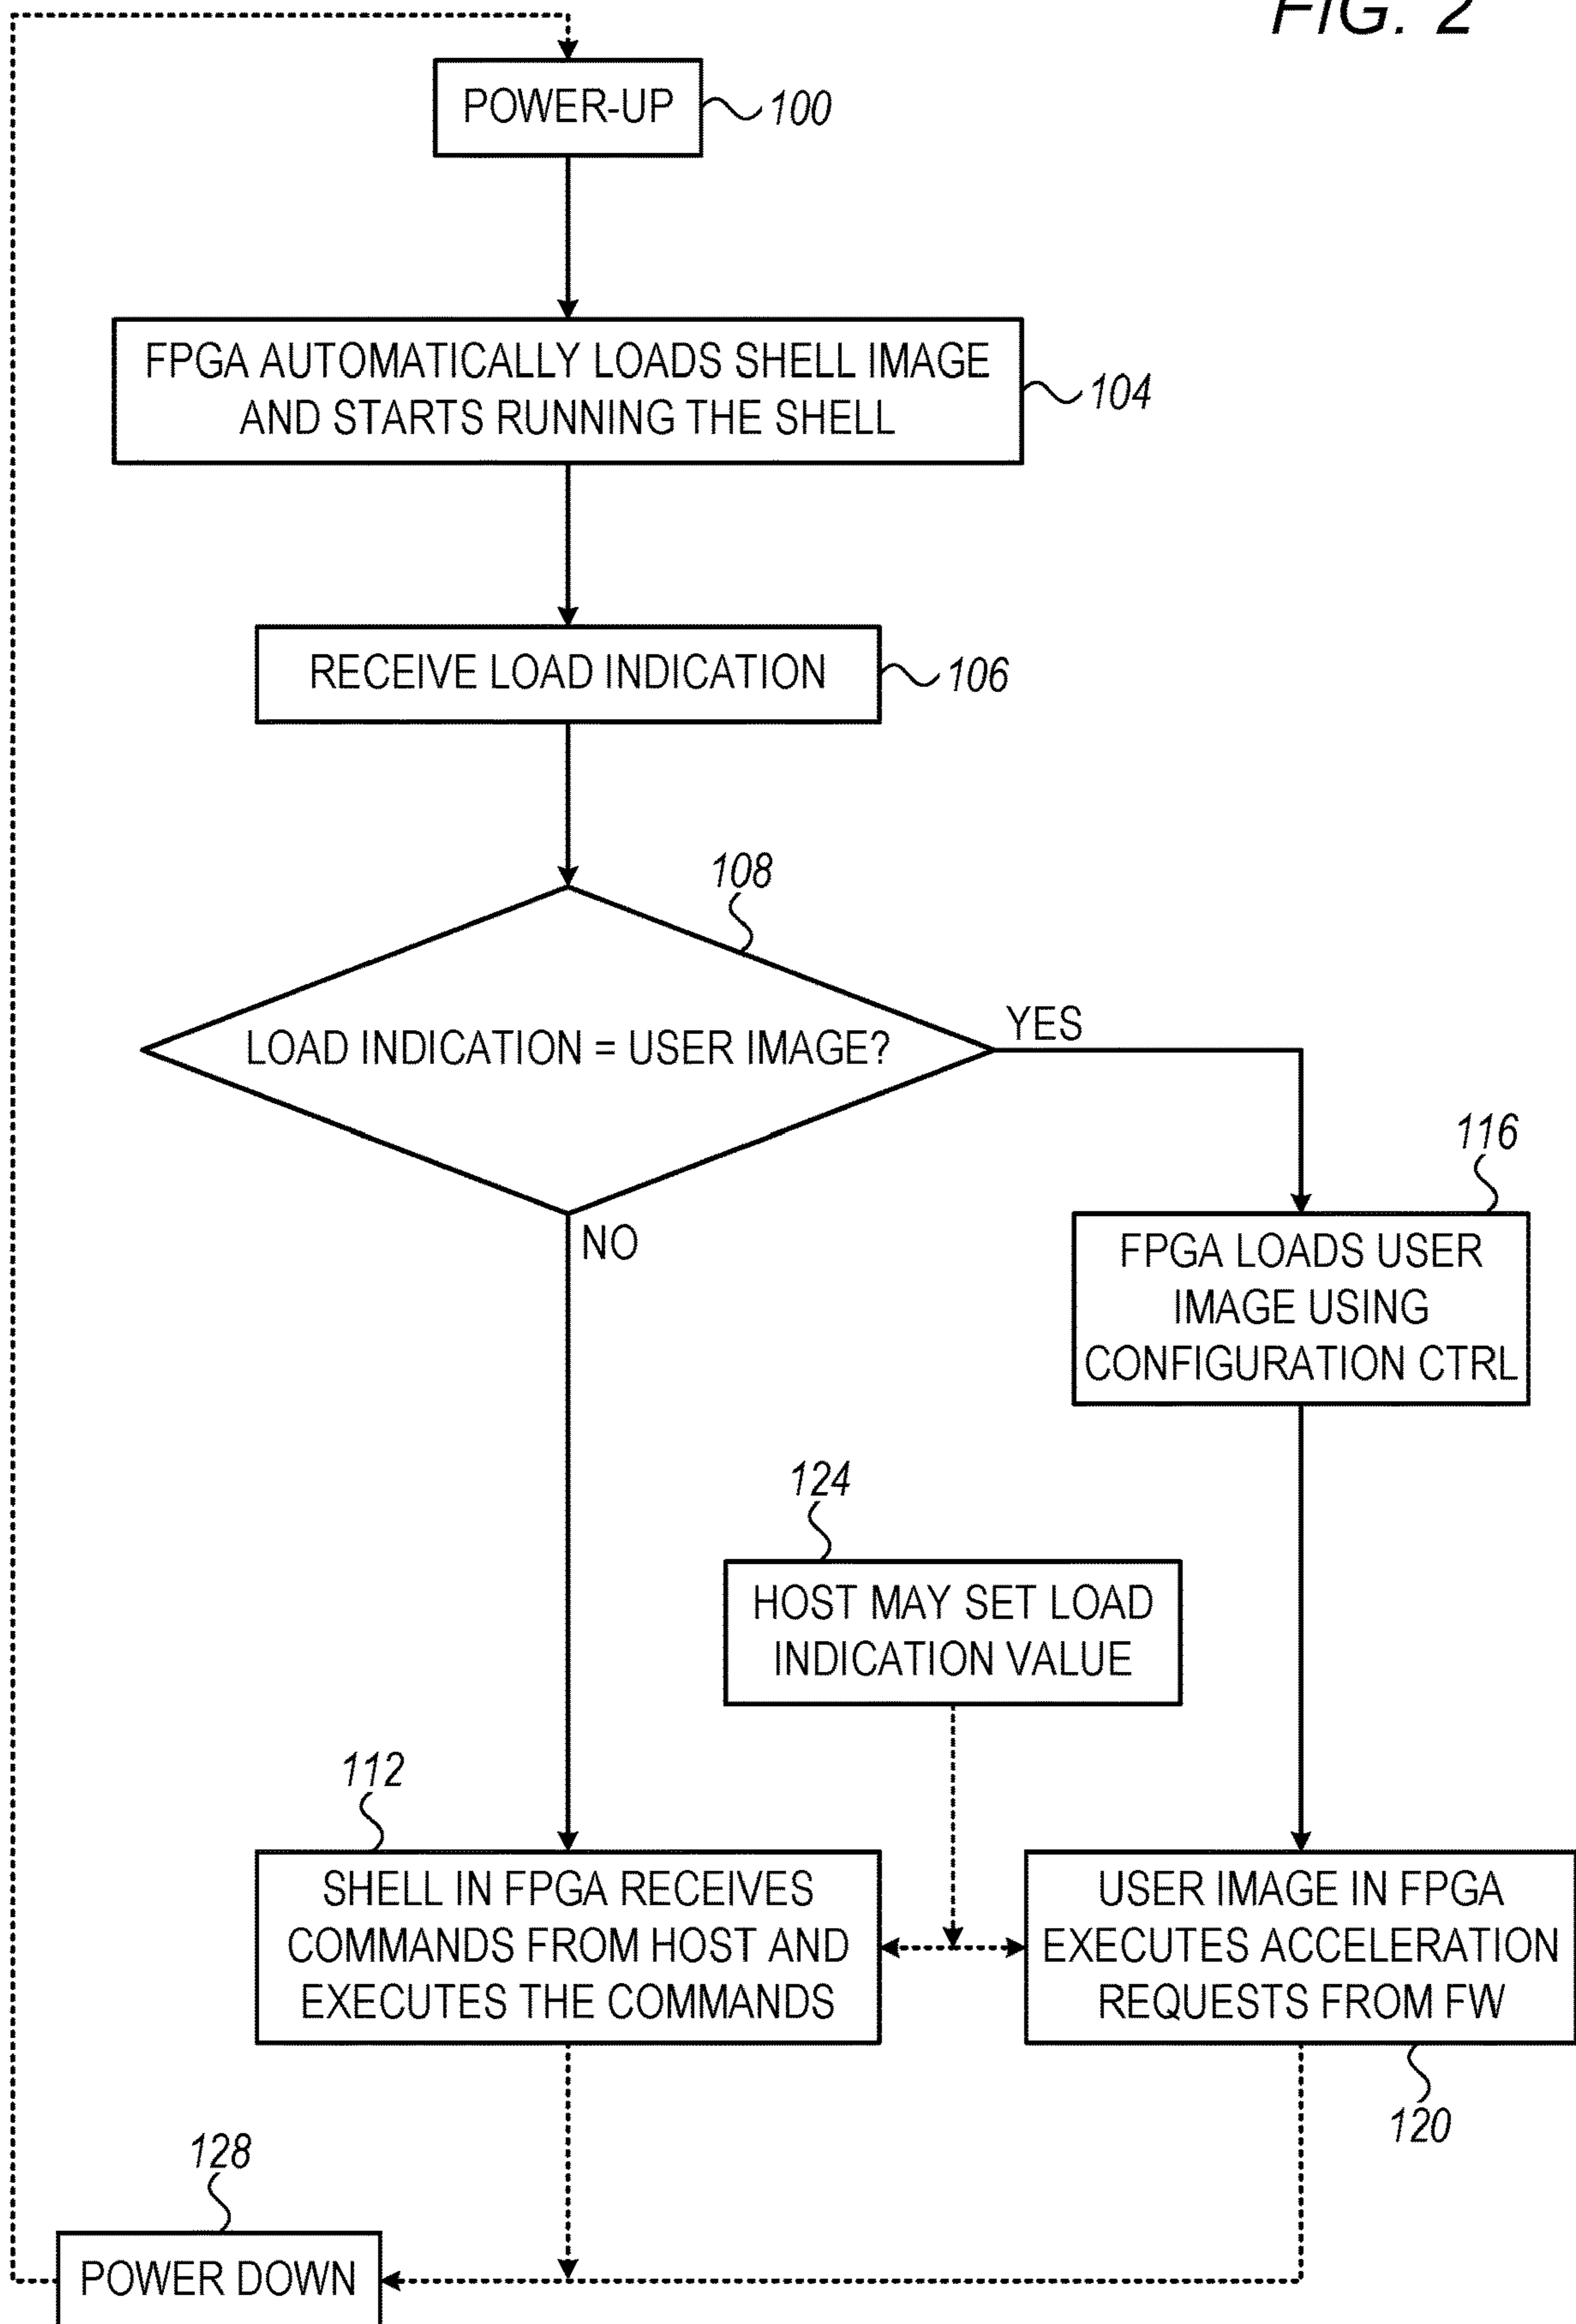 FIG. 2
POWER-UP
100
FPGA AUTOMATICALLY LOADS SHELL IMAGE
AND STARTS RUNNING THE SHELL
104
RECEIVE LOAD INDICATION
106
108
LOAD INDICATION = USER IMAGE?
YES
NO
116
FPGA LOADS USER
IMAGE USING
CONFIGURATION CTRL
124
HOST MAY SET LOAD
INDICATION VALUE
112
SHELL IN FPGA RECEIVES
COMMANDS FROM HOST AND
EXECUTES THE COMMANDS
USER IMAGE IN FPGA
EXECUTES ACCELERATION
REQUESTS FROM FW
120
128
POWER DOWN